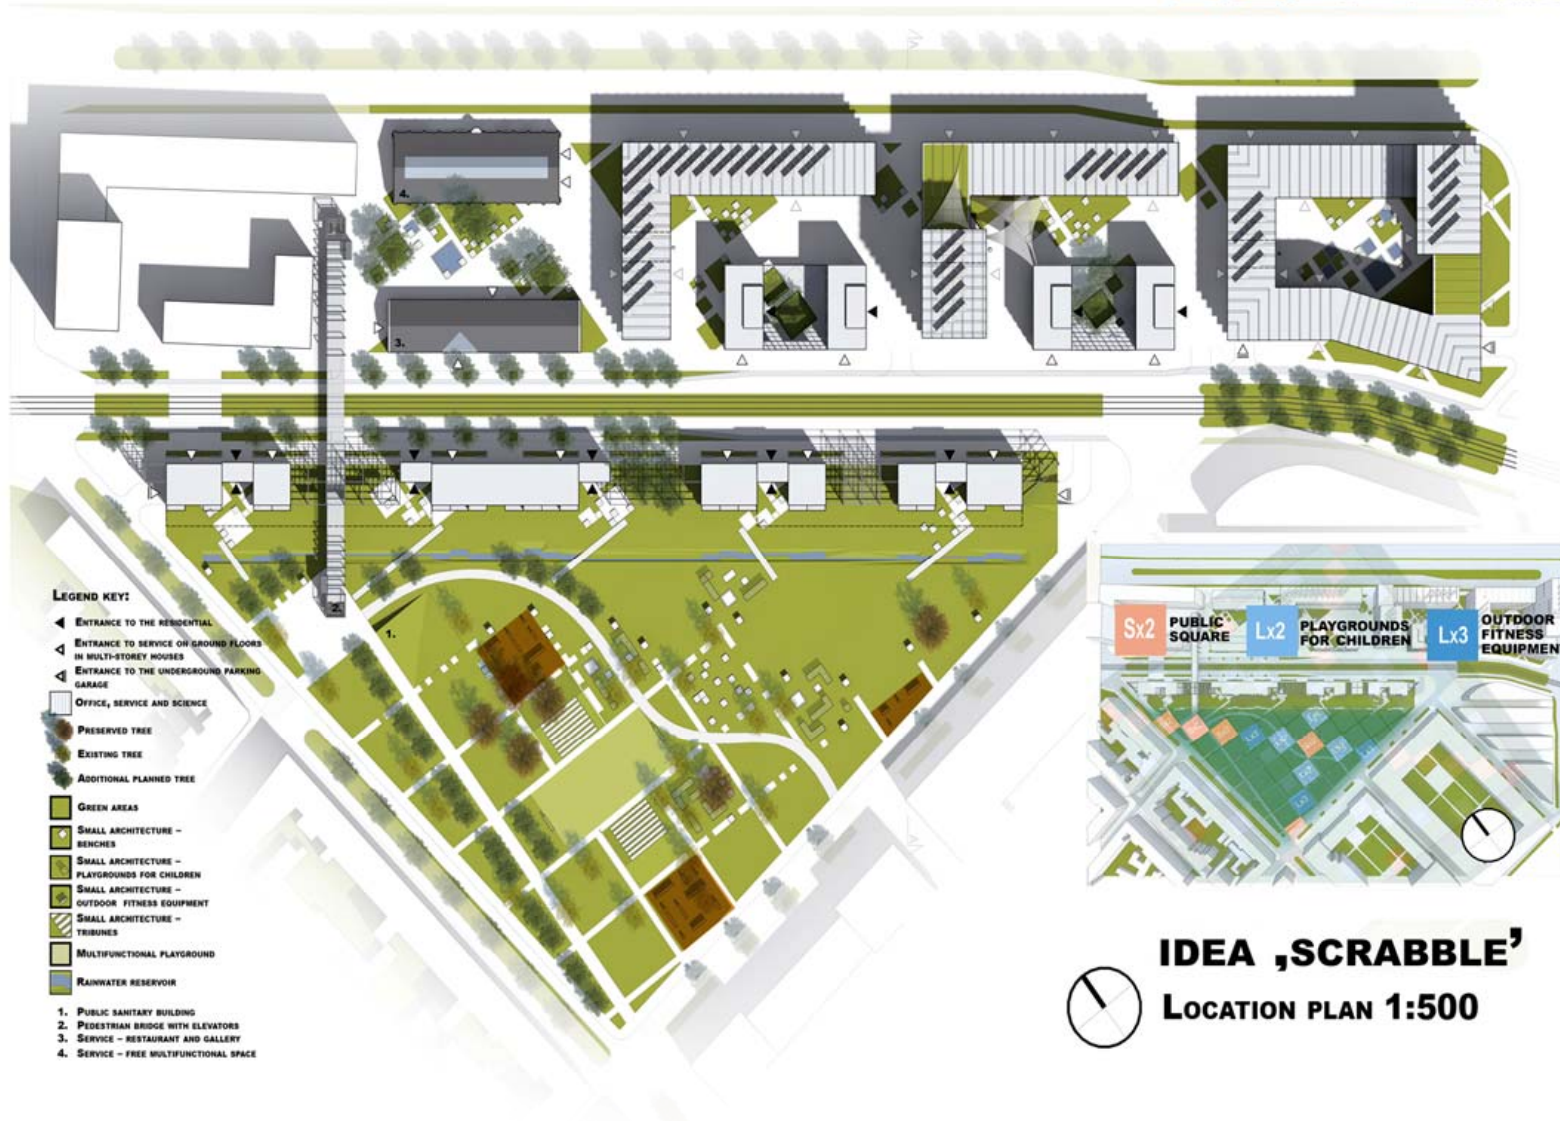 4.
3.
2.
1.
LEGEND KEY:
ENTRANCE TO THE RESIDENTIAL
ENTRANCE TO SERVICE ON GROUND FLOORS
IN MULTI-STOREY HOUSES
ENTRANCE TO THE UNDERGROUND PARKING
GARAGE
OFFICE, SERVICE AND SCIENCE
PRESERVED TREE
EXISTING TREE
ADDITIONAL PLANNED TREE
GREEN AREAS
SMALL ARCHITECTURE –
BENCHES
SMALL ARCHITECTURE –
PLAYGROUNDS FOR CHILDREN
SMALL ARCHITECTURE –
OUTDOOR FITNESS EQUIPMENT
SMALL ARCHITECTURE –
TRIBUNES
MULTIFUNCTIONAL PLAYGROUND
RAINWATER RESERVOIR
1. PUBLIC SANITARY BUILDING
2. PEDESTRIAN BRIDGE WITH ELEVATORS
3. SERVICE – RESTAURANT AND GALLERY
4. SERVICE – FREE MULTIFUNCTIONAL SPACE
Sx2 PUBLIC
SQUARE
Lx2 PLAYGROUNDS
FOR CHILDREN
Lx3 OUTDOOR
FITNESS
EQUIPMEN
IDEA „SCRABBLE’
LOCATION PLAN 1:500